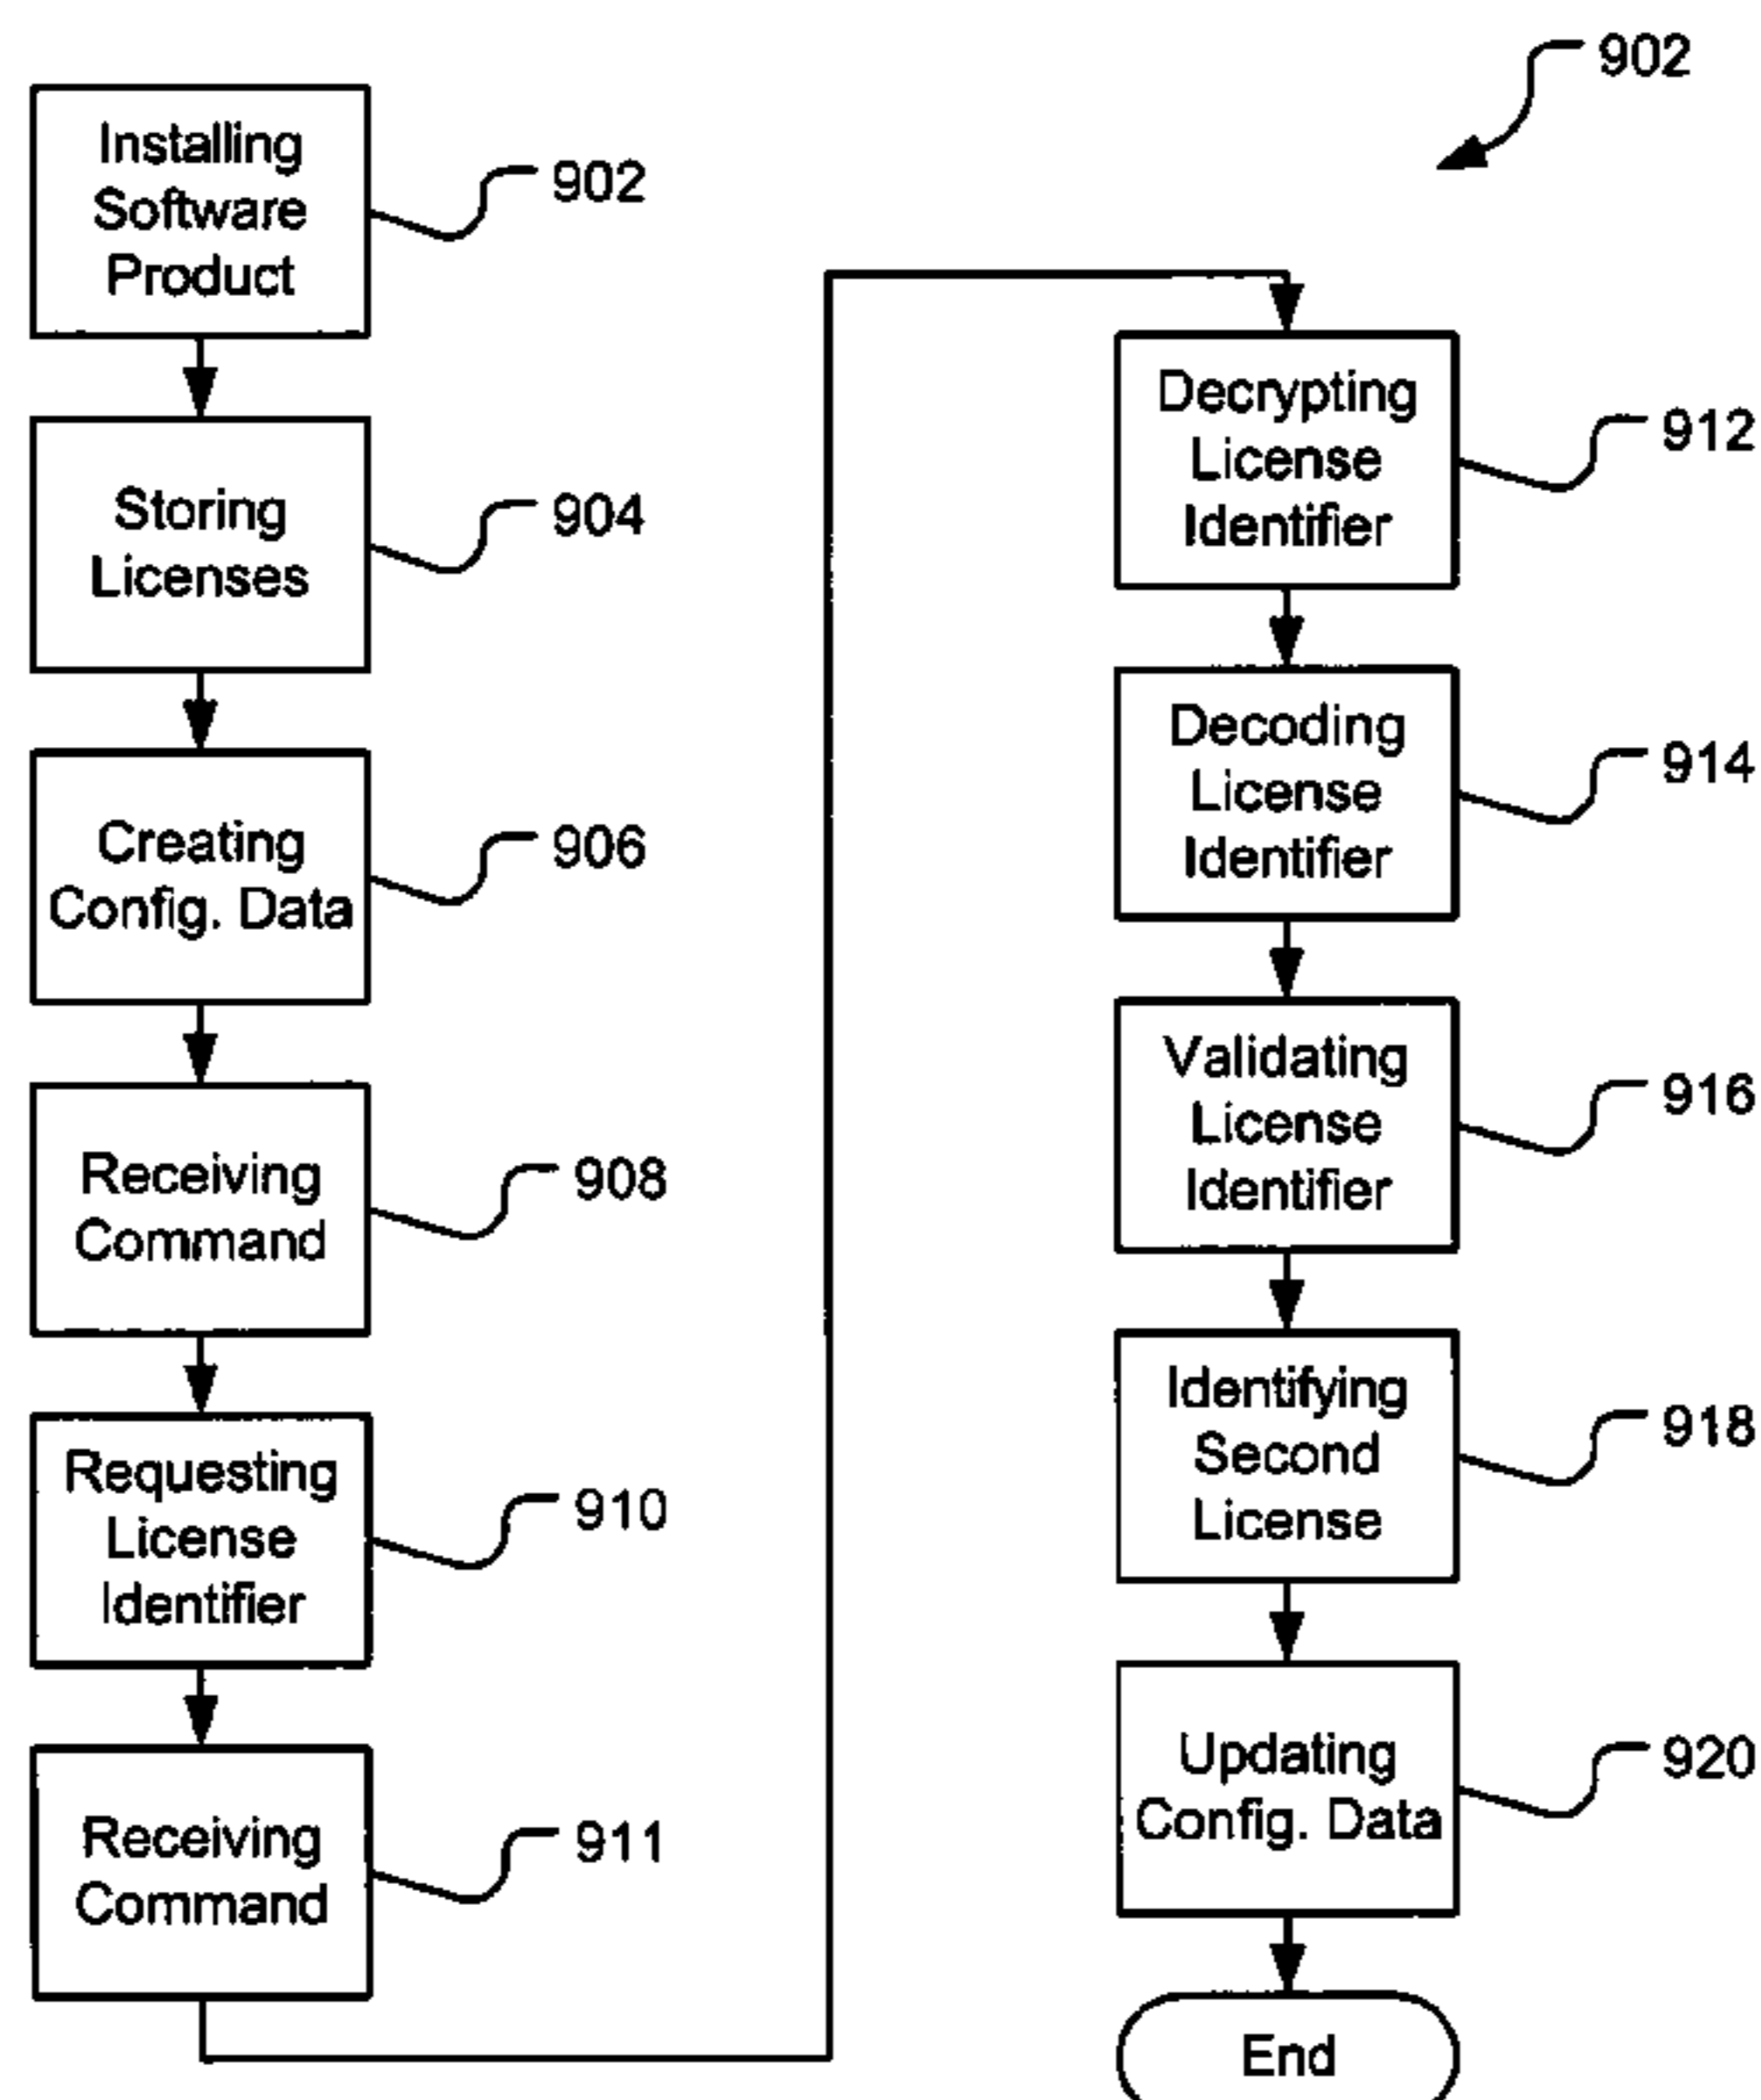 902
Installing
Software
Product
902
Storing
Licenses
904
Creating
Config. Data
906
Receiving
Command
908
Requesting
License
Identifier
910
Receiving
Command
911
Decrypting
License
Identifier
912
Decoding
License
Identifier
914
Validating
License
Identifier
916
Identifying
Second
License
918
Updating
Config. Data
920
End